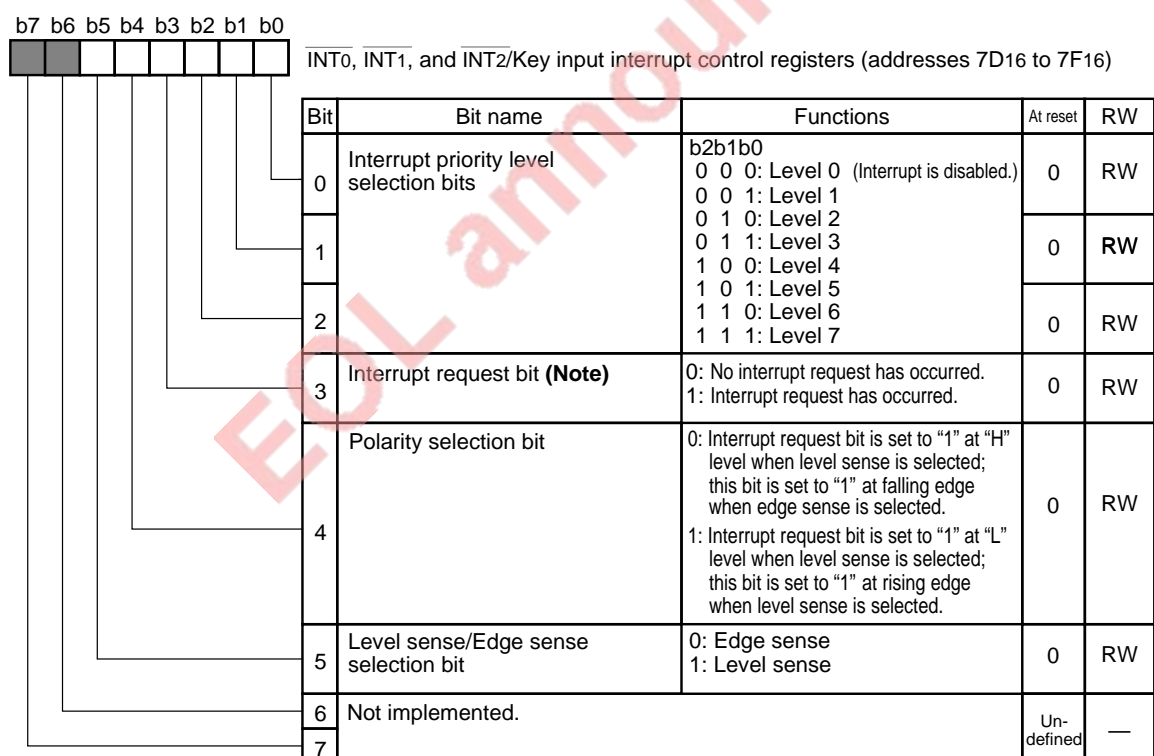 b7 b6 b5 b4 b3 b2 b1 b0
INT0, INT1, and INT2/Key input interrupt control registers (addresses 7D16 to 7F16)
Bit Bit name Functions At reset RW
0 Interrupt priority level
selection bits
b2b1b0
0 0 0: Level 0 (Interrupt is disabled.)
0 0 1: Level 1
0 1 0: Level 2
0 1 1: Level 3
1 0 0: Level 4
1 0 1: Level 5
1 1 0: Level 6
1 1 1: Level 7
0 RW
1 0 RW
2 0 RW
3 Interrupt request bit (Note)
0: No interrupt request has occurred.
1: Interrupt request has occurred.
0 RW
4 Polarity selection bit
0: Interrupt request bit is set to “1” at “H”
level when level sense is selected;
this bit is set to “1” at falling edge
when edge sense is selected.
1: Interrupt request bit is set to “1” at “L”
level when level sense is selected;
this bit is set to “1” at rising edge
when level sense is selected.
0 RW
5 Level sense/Edge sense
selection bit
0: Edge sense
1: Level sense
0 RW
6 Not implemented.
7
Un-
defined
—
EOL annou